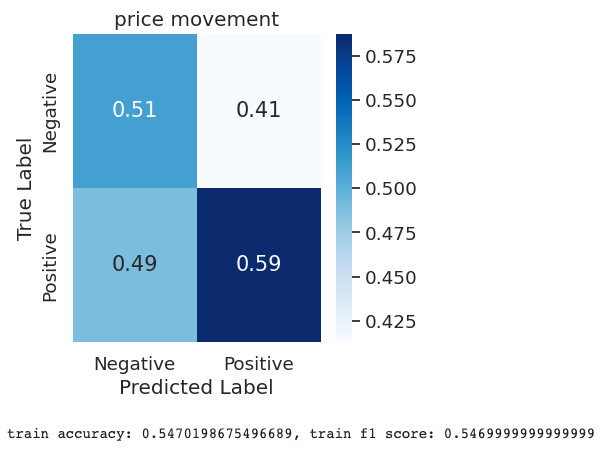 price movement
True Label
Negative
Positive
0.51 0.41
0.49 0.59
Negative Positive
Predicted Label
0.575
0.550
0.525
0.500
0.475
0.450
0.425
train accuracy: 0.5470198675496689, train f1 score: 0.5469999999999999